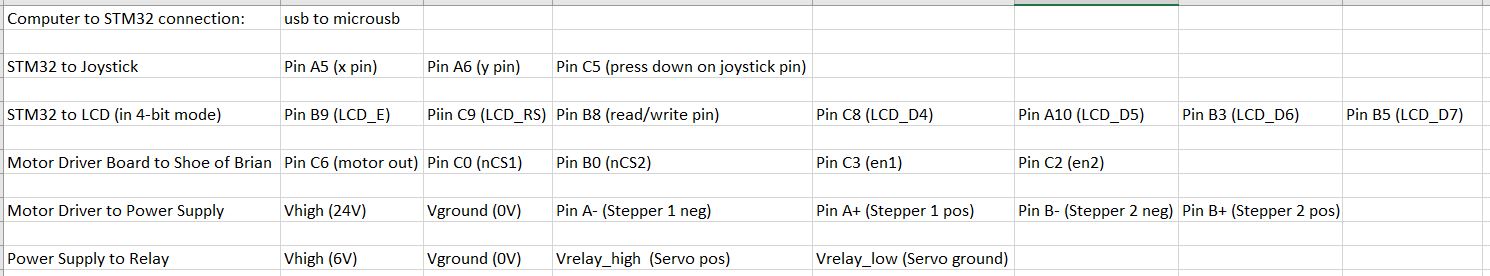 Computer to STM32 connection: usb to microusb
STM32 to Joystick Pin A5 (x pin) Pin A6 (y pin) Pin C5 (press down on joystick pin)
STM32 to LCD (in 4-bit mode) Pin B9 (LCD_E) Piin C9 (LCD_RS) Pin B8 (read/write pin) Pin C8 (LCD_D4) Pin A10 (LCD_D5) Pin B3 (LCD_D6) Pin B5 (LCD_D7)
Motor Driver Board to Shoe of Brian Pin C6 (motor out) Pin C0 (nCS1) Pin B0 (nCS2) Pin C3 (en1) Pin C2 (en2)
Motor Driver to Power Supply Vhigh (24V) Vground (0V) Pin A- (Stepper 1 neg) Pin A+ (Stepper 1 pos) Pin B- (Stepper 2 neg) Pin B+ (Stepper 2 pos)
Power Supply to Relay Vhigh (6V) Vground (0V) Vrelay_high (Servo pos) Vrelay_low (Servo ground)